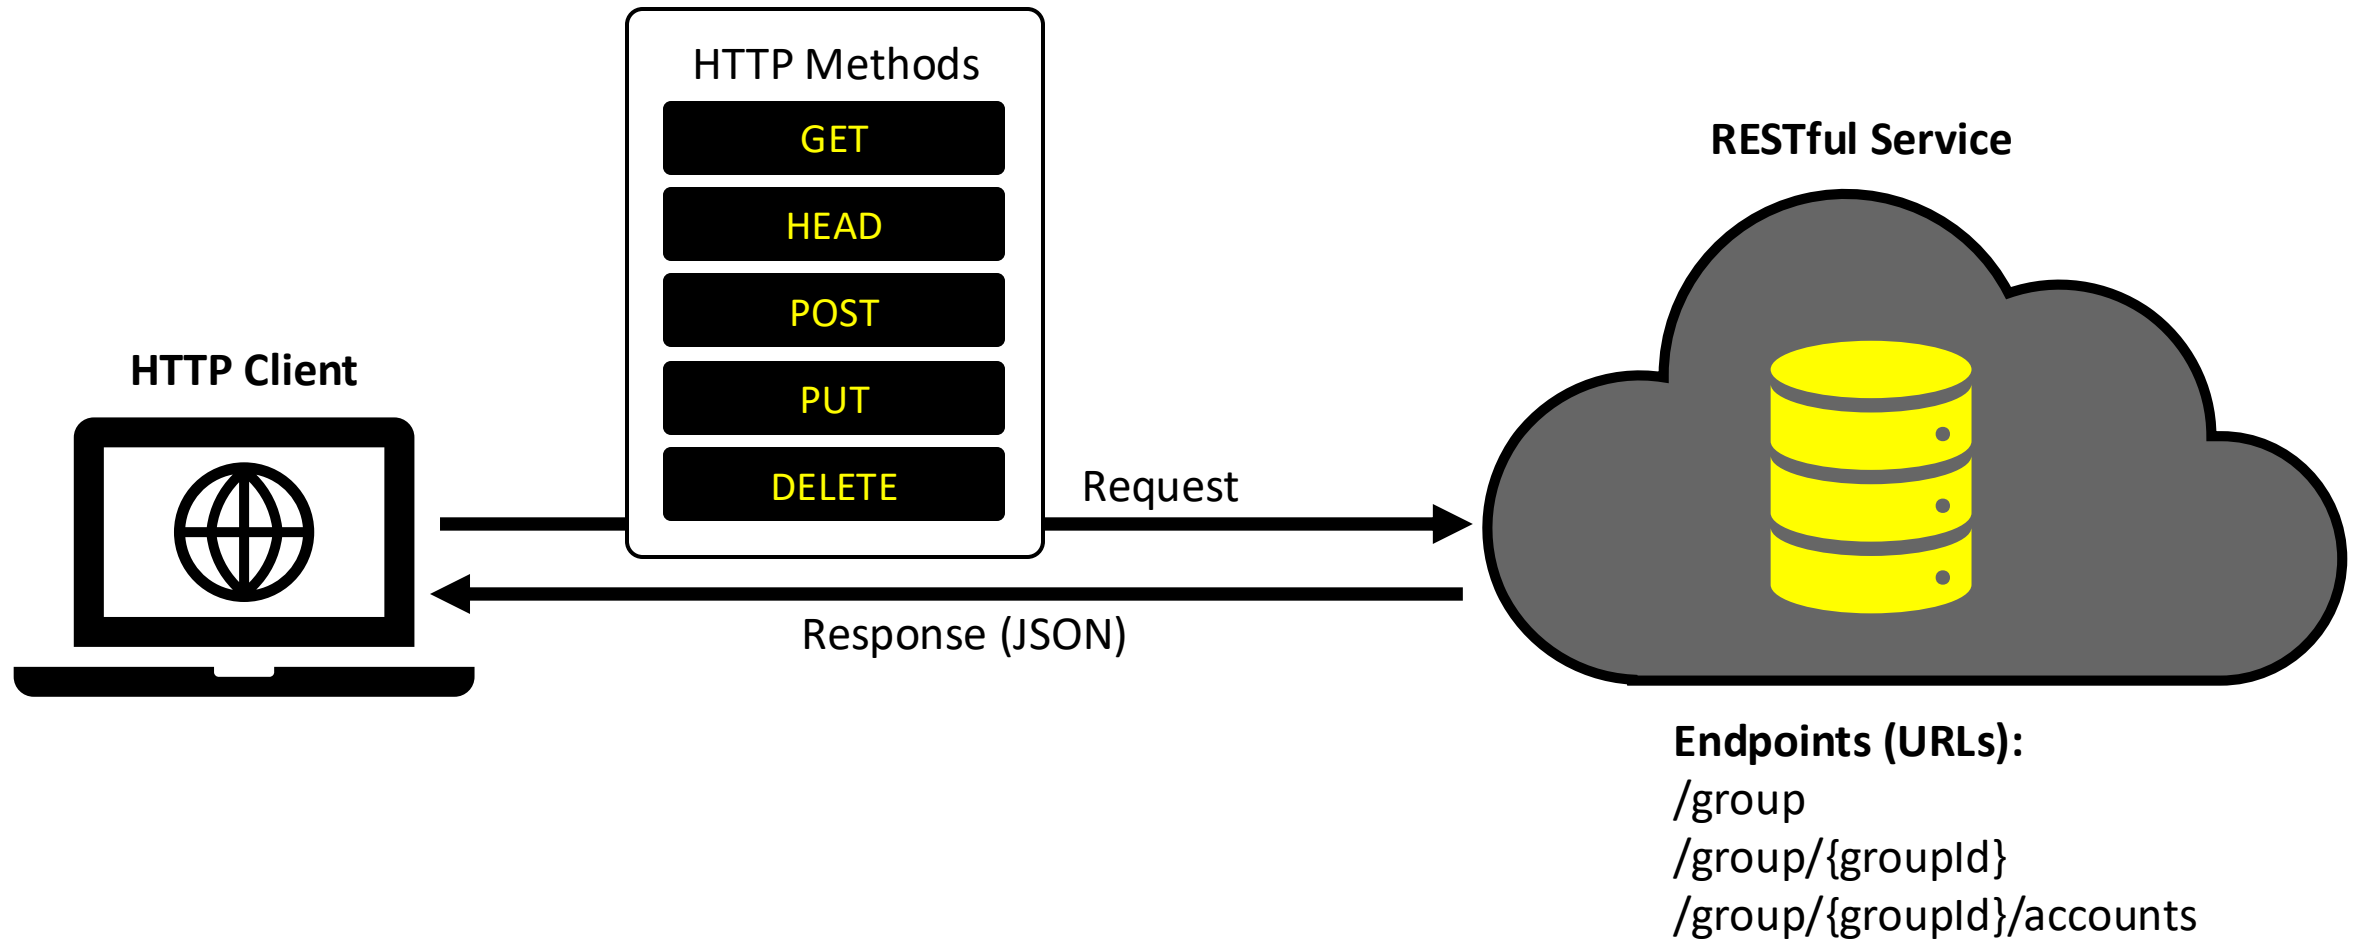 HTTP Methods
GET
HEAD
POST
PUT
DELETE
HTTP Client
Request
Response (JSON)
RESTful Service
Endpoints (URLs):
/group
/group/{groupId}
/group/{groupId}/accounts